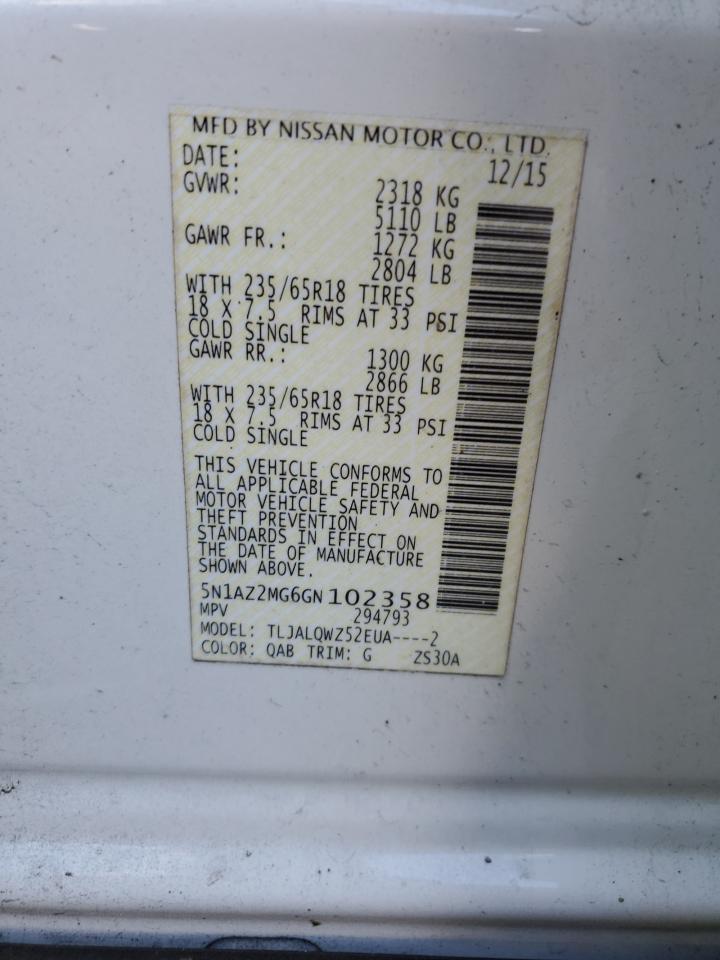 MFD BY NISSAN MOTOR CO., LTD.
DATE: 12/15
GVWR: 2318 KG
5110 LB
GAWR FR.: 1272 KG
2804 LB
WITH 235/65R18 TIRES
18 X 7.5 RIMS AT 33 PSI
COLD SINGLE
GAWR RR.: 1300 KG
2866 LB
WITH 235/65R18 TIRES
18 X 7.5 RIMS AT 33 PSI
COLD SINGLE
THIS VEHICLE CONFORMS TO
ALL APPLICABLE FEDERAL
MOTOR VEHICLE SAFETY AND
THEFT PREVENTION
STANDARDS IN EFFECT ON
THE DATE OF MANUFACTURE
SHOWN ABOVE.
5N1AZ2MG6GN102358
MPV 294793
MODEL: TLJALQWZ52EUA----2
COLOR: QAB TRIM: G ZS30A